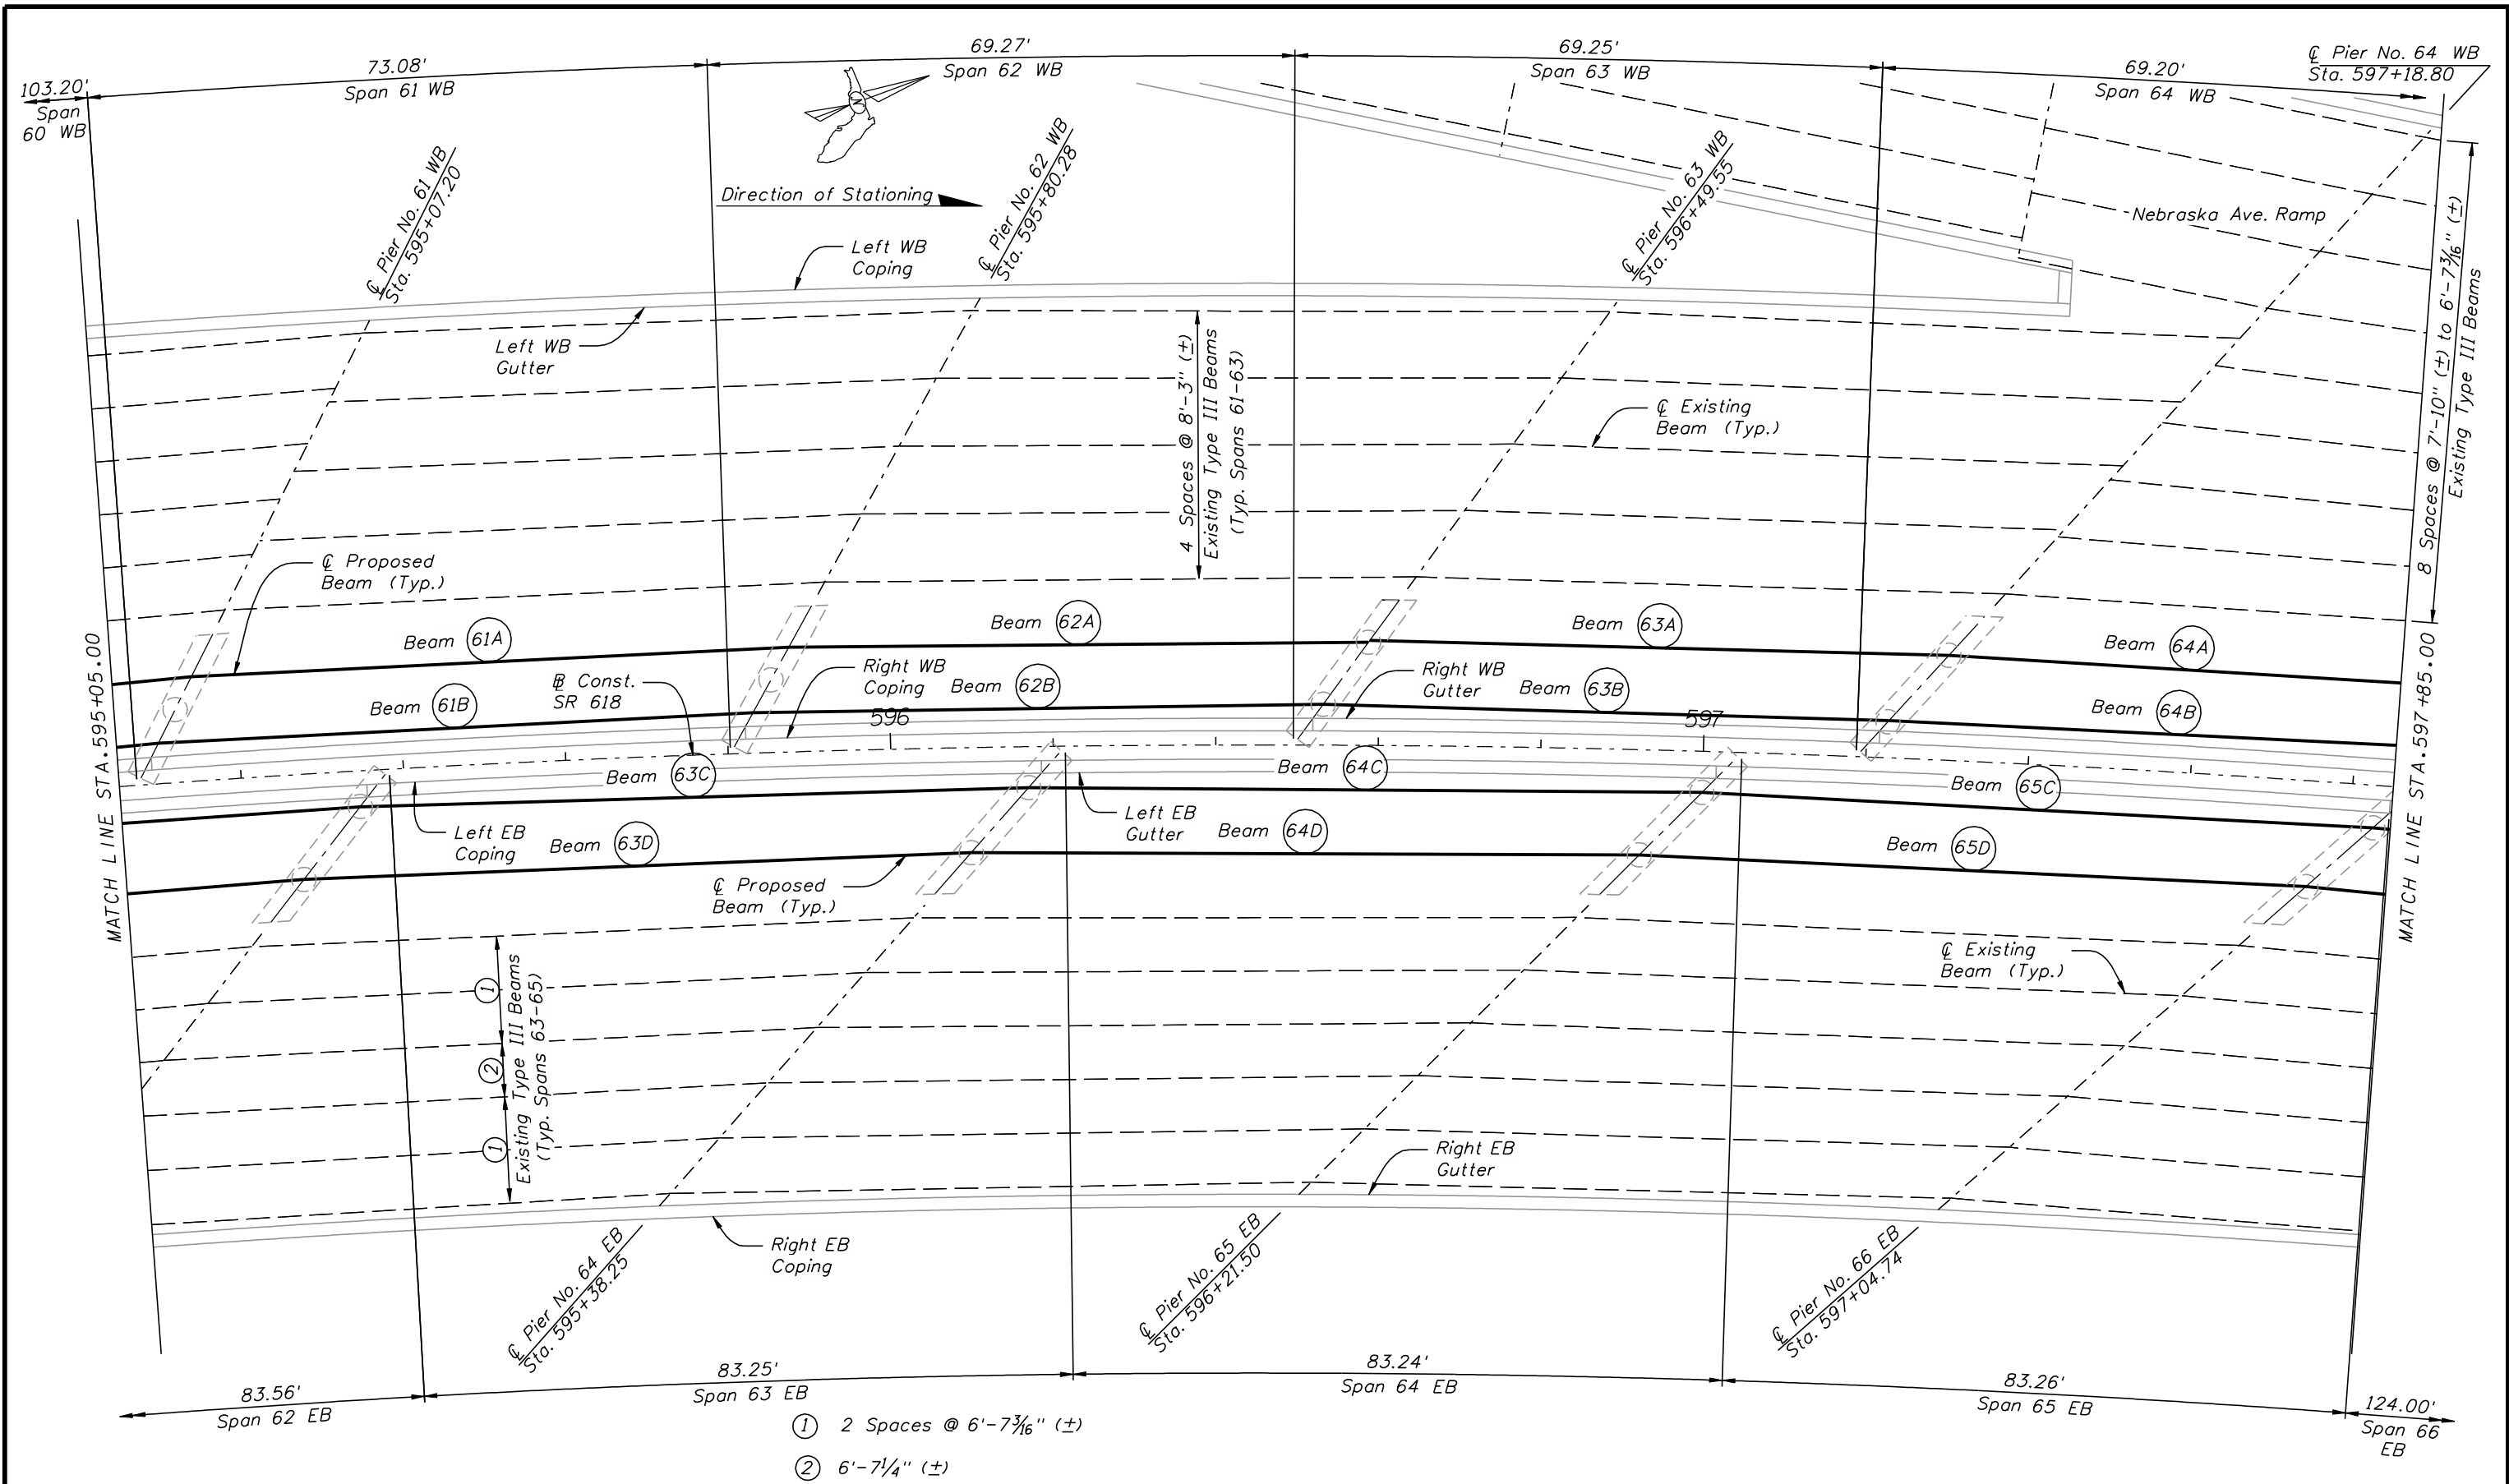 103.20'
Span
60 WB
73.08'
Span 61 WB
69.27'
Span 62 WB
69.25'
Span 63 WB
69.20'
Span 64 WB
℄ Pier No. 64 WB
Sta. 597+18.80
N
Direction of Stationing
℄ Pier No. 61 WB
Sta. 595+07.20
℄ Pier No. 62 WB
Sta. 595+80.28
℄ Pier No. 63 WB
Sta. 596+49.55
Nebraska Ave. Ramp
Left WB
Coping
Left WB
Gutter
4 Spaces @ 8'-3" (±)
Existing Type III Beams
(Typ. Spans 61-63)
℄ Existing
Beam (Typ.)
8 Spaces @ 7'-10" (±) to 6'-7 3/16" (±)
Existing Type III Beams
℄ Proposed
Beam (Typ.)
MATCH LINE STA. 595+05.00
Beam 61A
Beam 62A
Beam 63A
Beam 64A
Beam 61B
℔ Const.
SR 618
Right WB
Coping
Beam 62B
Right WB
Gutter
Beam 63B
Beam 64B
596
597
Beam 63C
Beam 64C
Beam 65C
MATCH LINE STA. 597+85.00
Left EB
Coping
Beam 63D
Left EB
Gutter
Beam 64D
Beam 65D
℄ Proposed
Beam (Typ.)
℄ Existing
Beam (Typ.)
1
2
1
Existing Type III Beams
(Typ. Spans 63-65)
Right EB
Gutter
Right EB
Coping
℄ Pier No. 64 EB
Sta. 595+38.25
℄ Pier No. 65 EB
Sta. 596+21.50
℄ Pier No. 66 EB
Sta. 597+04.74
83.56'
Span 62 EB
83.25'
Span 63 EB
83.24'
Span 64 EB
83.26'
Span 65 EB
124.00'
Span 66
EB
1 2 Spaces @ 6'-7 3/16" (±)
2 6'-7 1/4" (±)